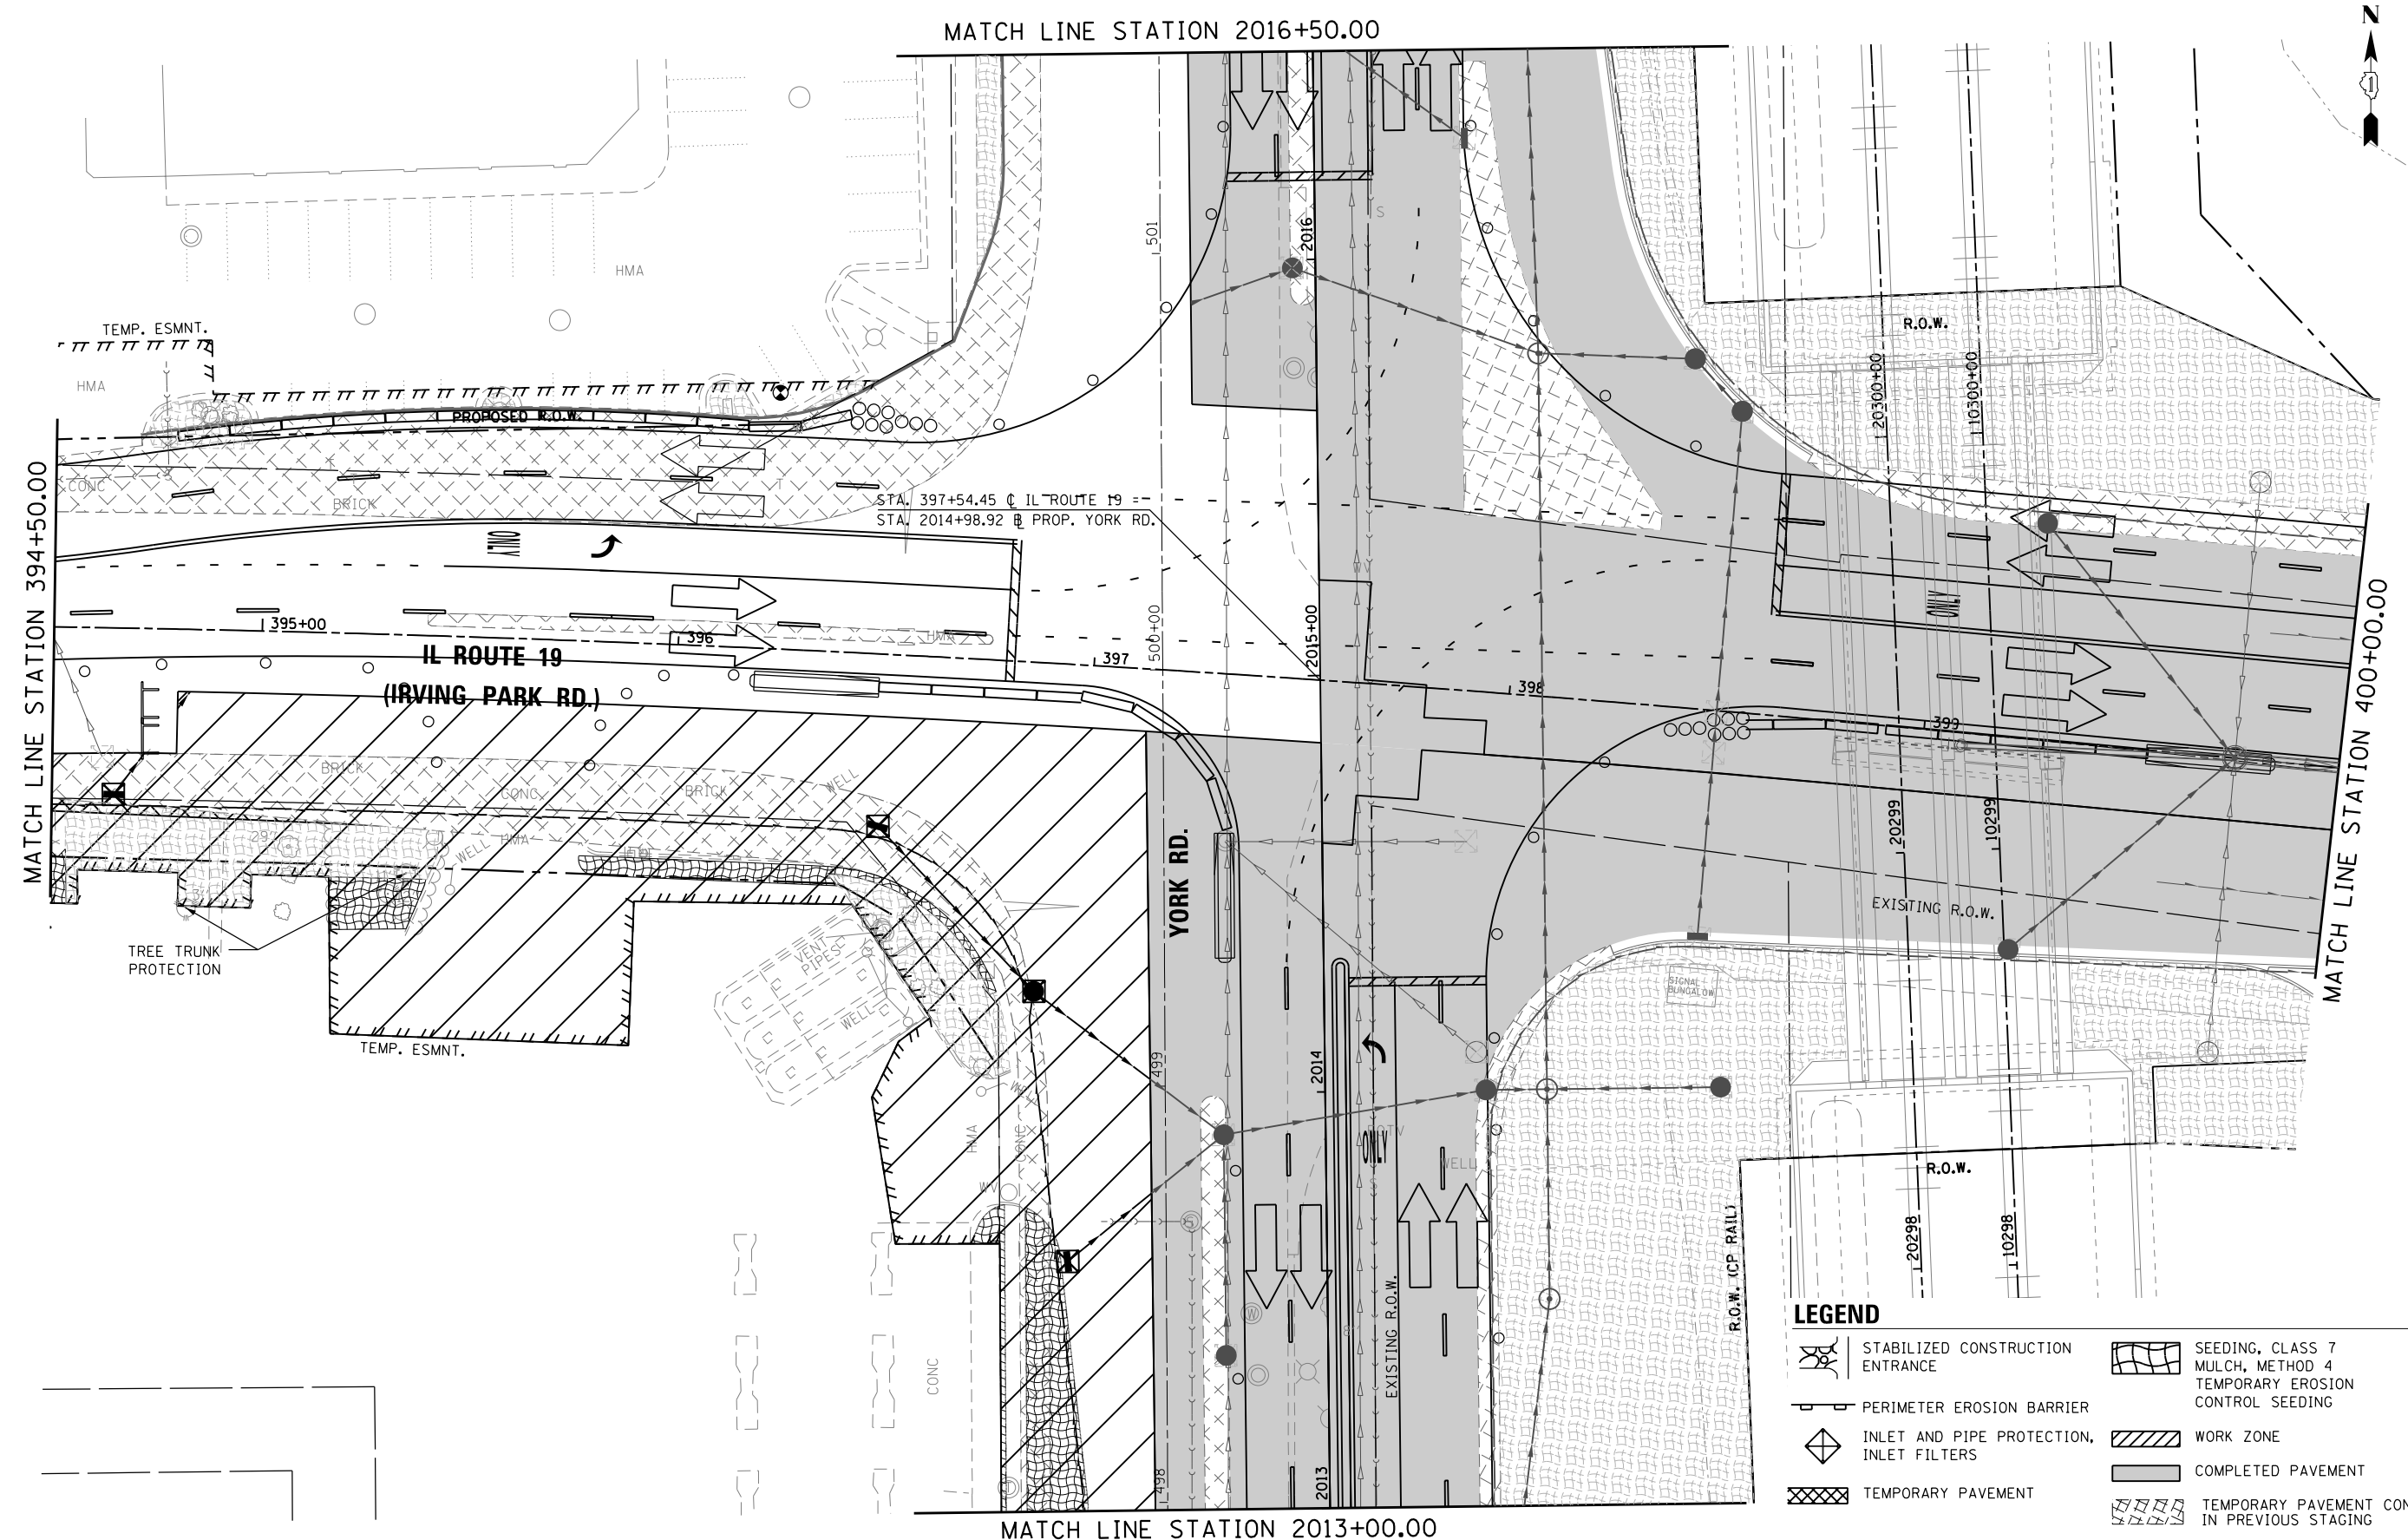 MATCH LINE STATION 2016+50.00
N
1
501
2016
S
HMA
TEMP. ESMNT.
HMA
R.O.W.
20300+00
10300+00
PROPOSED R.O.W.
MATCH LINE STATION 394+50.00
CONC
BRICK
T
T
STA. 397+54.45 ℄ IL ROUTE 19 =
STA. 2014+98.92 B PROP. YORK RD.
ONLY
ONLY
395+00
396
HMA
500+00
2015+00
397
398
399
IL ROUTE 19
(IRVING PARK RD.)
MATCH LINE STATION 400+00.00
BRICK
CONC
BRICK
WELL
HMA
WELL
YORK RD.
20299
10299
EXISTING R.O.W.
TREE TRUNK
PROTECTION
VENT
PIPES
WELL
SIGNAL
BUNGALOW
TEMP. ESMNT.
499
2014
WELL
HMA
CONC
ONLY
WELL
WV
R.O.W.
R.O.W. (CP RAIL)
20298
10298
W
EXISTING R.O.W.
CONC
498
2013
LEGEND
STABILIZED CONSTRUCTION
ENTRANCE
PERIMETER EROSION BARRIER
INLET AND PIPE PROTECTION,
INLET FILTERS
TEMPORARY PAVEMENT
SEEDING, CLASS 7
MULCH, METHOD 4
TEMPORARY EROSION
CONTROL SEEDING
WORK ZONE
COMPLETED PAVEMENT
TEMPORARY PAVEMENT CON
IN PREVIOUS STAGING
MATCH LINE STATION 2013+00.00